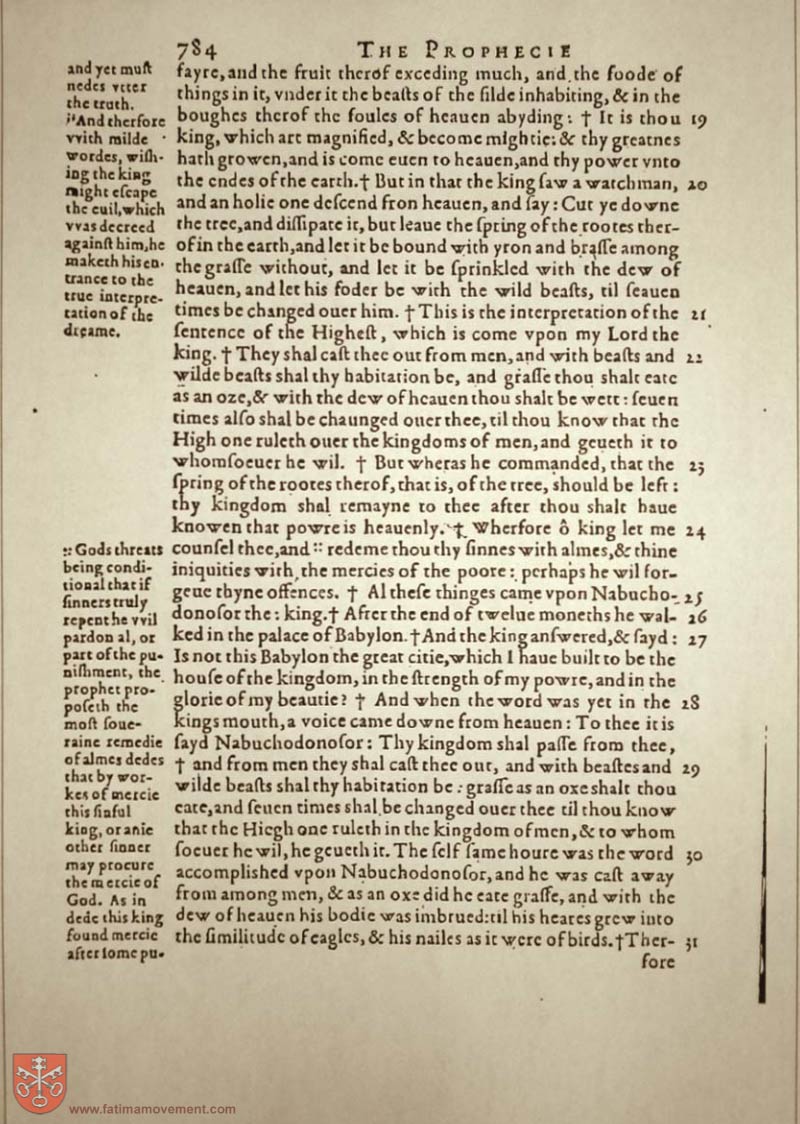 784 THE PROPHECIE
and yet must
nedes vtter
the truth.
"And therfore
vvith milde
wordes, wish-
ing the king
might escape
the euil, which
vvas decreed
against him, he
maketh his en-
trance to the
true interpre-
tation of the
dreame.
fayre, and the fruit therof exceding much, and the foode of
things in it, vnder it the beasts of the filde inhabiting, & in the
boughes therof the foules of heauen abyding: † It is thou 19
king, which art magnified, & become mightie: & thy greatnes
hath growen, and is come euen to heauen, and thy power vnto
the endes of the earth. † But in that the king saw a watchman, 20
and an holie one descend fron heauen, and say: Cut ye downe
the tree, and dissipate it, but leaue the spring of the rootes ther-
of in the earth, and let it be bound with yron and brasse among
the grasse without, and let it be sprinkled with the dew of
heauen, and let his foder be with the wild beasts, til seauen
times be changed ouer him. † This is the interpretation of the 21
sentence of the Highest, which is come vpon my Lord the
king. † They shal cast thee out from men, and with beasts and 22
wilde beasts shal thy habitation be, and grasse thou shalt eate
as an oxe, & with the dew of heauen thou shalt be wett: seuen
times also shal be chaunged ouer thee, til thou know that the
High one ruleth ouer the kingdoms of men, and geueth it to
whomsoeuer he wil. † But wheras he commanded, that the 23
spring of the rootes therof, that is, of the tree, should be left:
thy kingdom shal remayne to thee after thou shalt haue
knowen that powre is heauenly. † Wherfore ô king let me 24
counsel thee, and :: redeme thou thy sinnes with almes, & thine
iniquities with the mercies of the poore: perhaps he wil for-
geue thyne offences. † Al these thinges came vpon Nabucho- 25
donosor the: king. † After the end of twelue moneths he wal- 26
ked in the palace of Babylon. † And the king answered, & sayd: 27
Is not this Babylon the great citie, which I haue built to be the
house of the kingdom, in the strength of my powre, and in the
glorie of my beautie? † And when the word was yet in the 28
kings mouth, a voice came downe from heauen: To thee it is
sayd Nabuchodonosor: Thy kingdom shal passe from thee,
† and from men they shal cast thee out, and with beastes and 29
wilde beasts shal thy habitation be: grasse as an oxe shalt thou
eate, and seuen times shal be changed ouer thee til thou know
that the Hiegh one ruleth in the kingdom of men, & to whom
soeuer he wil, he geueth it. The self same houre was the word 30
accomplished vpon Nabuchodonosor, and he was cast away
from among men, & as an oxe did he eate grasse, and with the
dew of heauen his bodie was imbrued: til his heares grew into
the similitude of eagles, & his nailes as it were of birds. † Ther- 31
fore
:: Gods threats
being condi-
tional that if
sinners truly
repent he vvil
pardon al, or
part of the pu-
nishment, the
prophet pro-
poseth the
most soue-
raine remedie
of almes dedes
that by wor-
kes of mercie
this sinful
king, or anie
other sinner
may procure
the mercie of
God. As in
dede this king
found mercie
after some pu-
www.fatimamovement.com